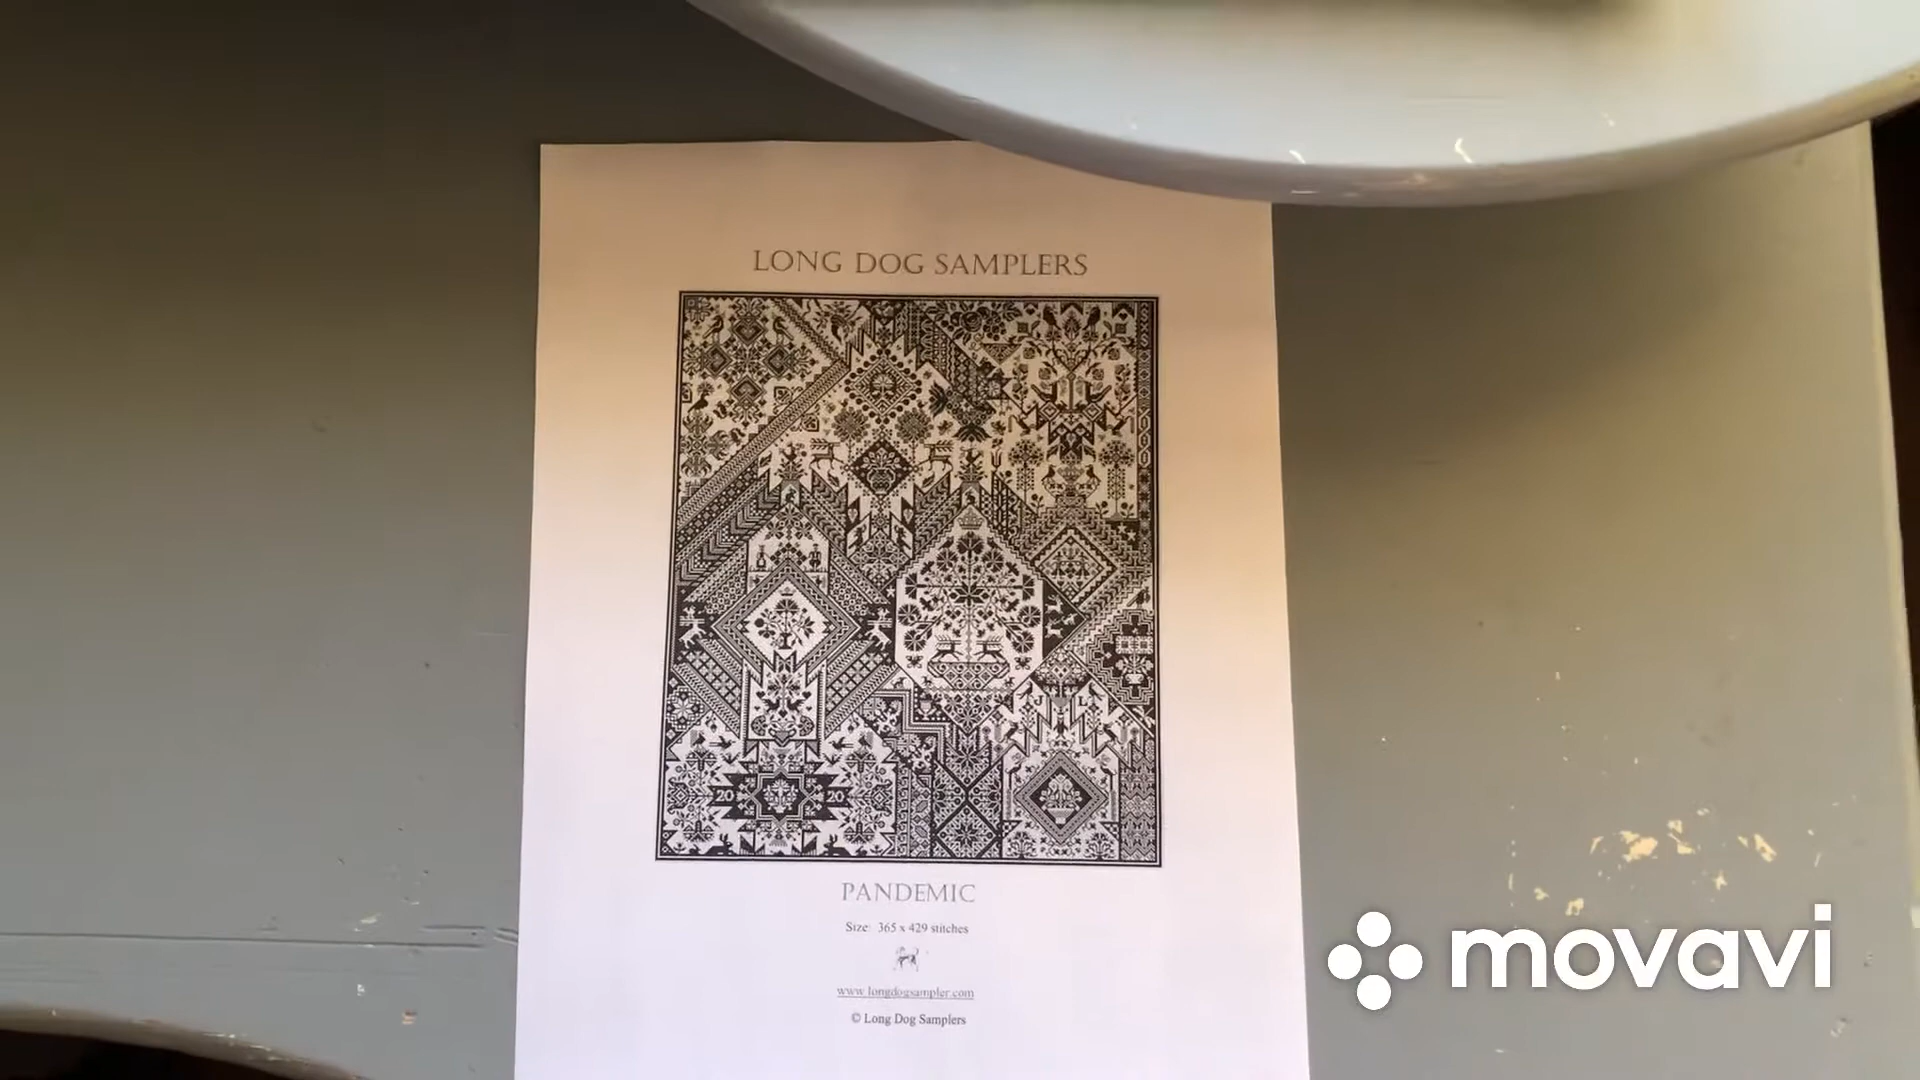 LONG DOG SAMPLERS
20 20
PANDEMIC
Size: 365 x 429 stitches
www.longdogsampler.com
© Long Dog Samplers
movavi